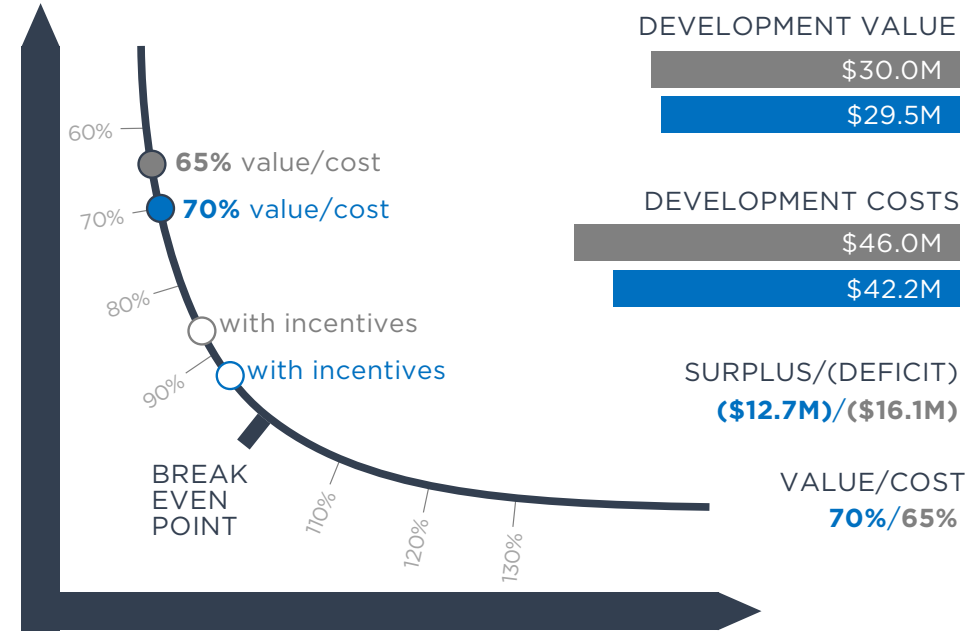 60%
65% value/cost
70%
70% value/cost
80%
with incentives
90%
with incentives
BREAK
EVEN
POINT
110%
120%
130%
DEVELOPMENT VALUE
$30.0M
$29.5M
DEVELOPMENT COSTS
$46.0M
$42.2M
SURPLUS/(DEFICIT)
($12.7M)/($16.1M)
VALUE/COST
70%/65%